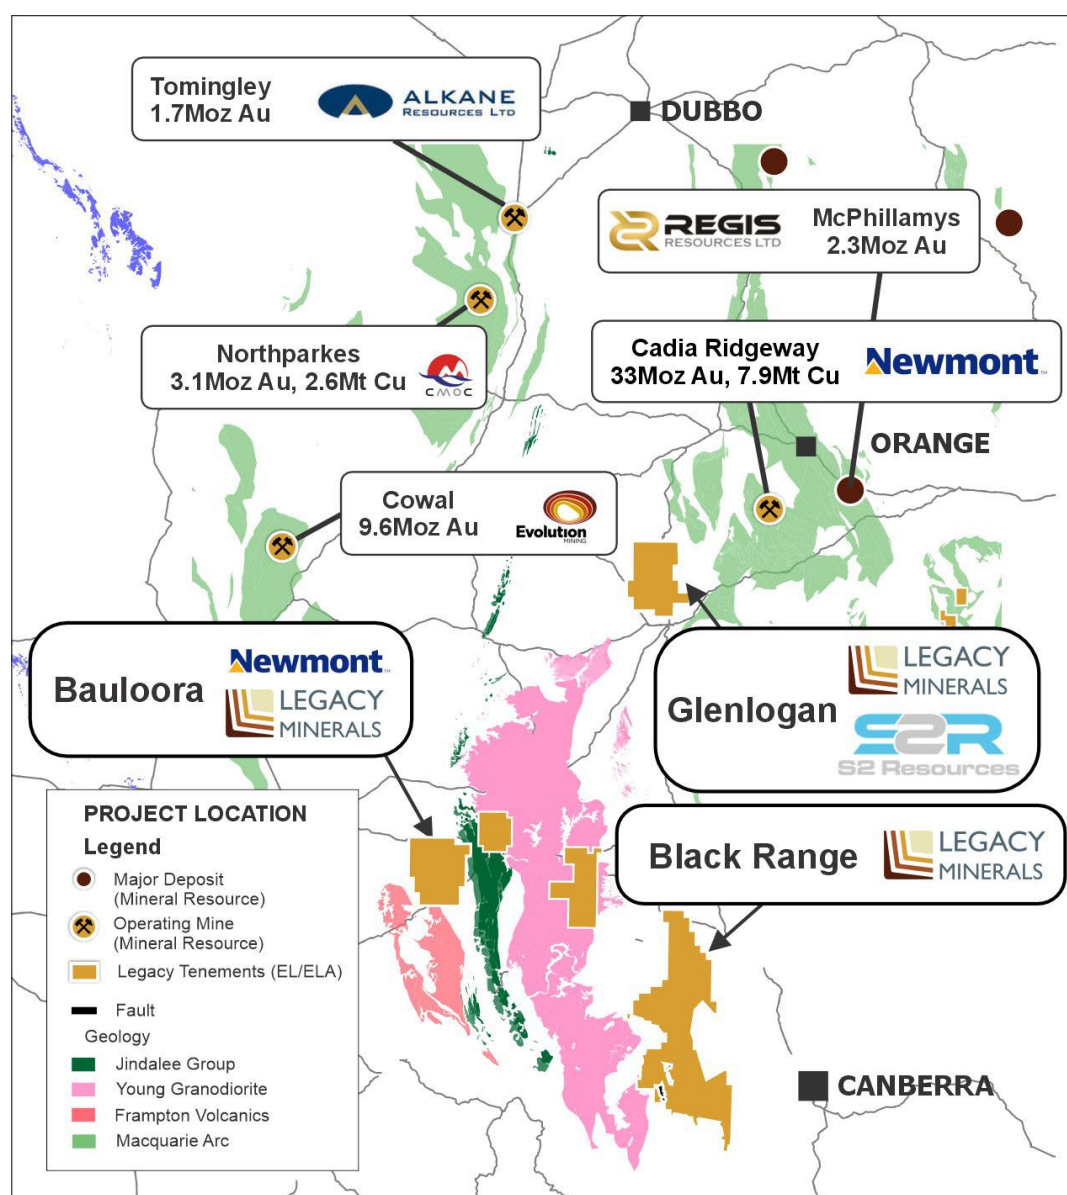 Tomingley
1.7Moz Au
ALKANE
RESOURCES LTD
DUBBO
REGIS
RESOURCES LTD
McPhillamys
2.3Moz Au
Northparkes
3.1Moz Au, 2.6Mt Cu
CMOC
Cadia Ridgeway
33Moz Au, 7.9Mt Cu
Newmont™
ORANGE
Cowal
9.6Moz Au
Evolution
MINING
Bauloora
Newmont™
LEGACY
MINERALS
Glenlogan
LEGACY
MINERALS
S2R
S2 Resources
Black Range
LEGACY
MINERALS
PROJECT LOCATION
Legend
Major Deposit
(Mineral Resource)
Operating Mine
(Mineral Resource)
Legacy Tenements (EL/ELA)
Fault
Geology
Jindalee Group
Young Granodiorite
Frampton Volcanics
Macquarie Arc
CANBERRA